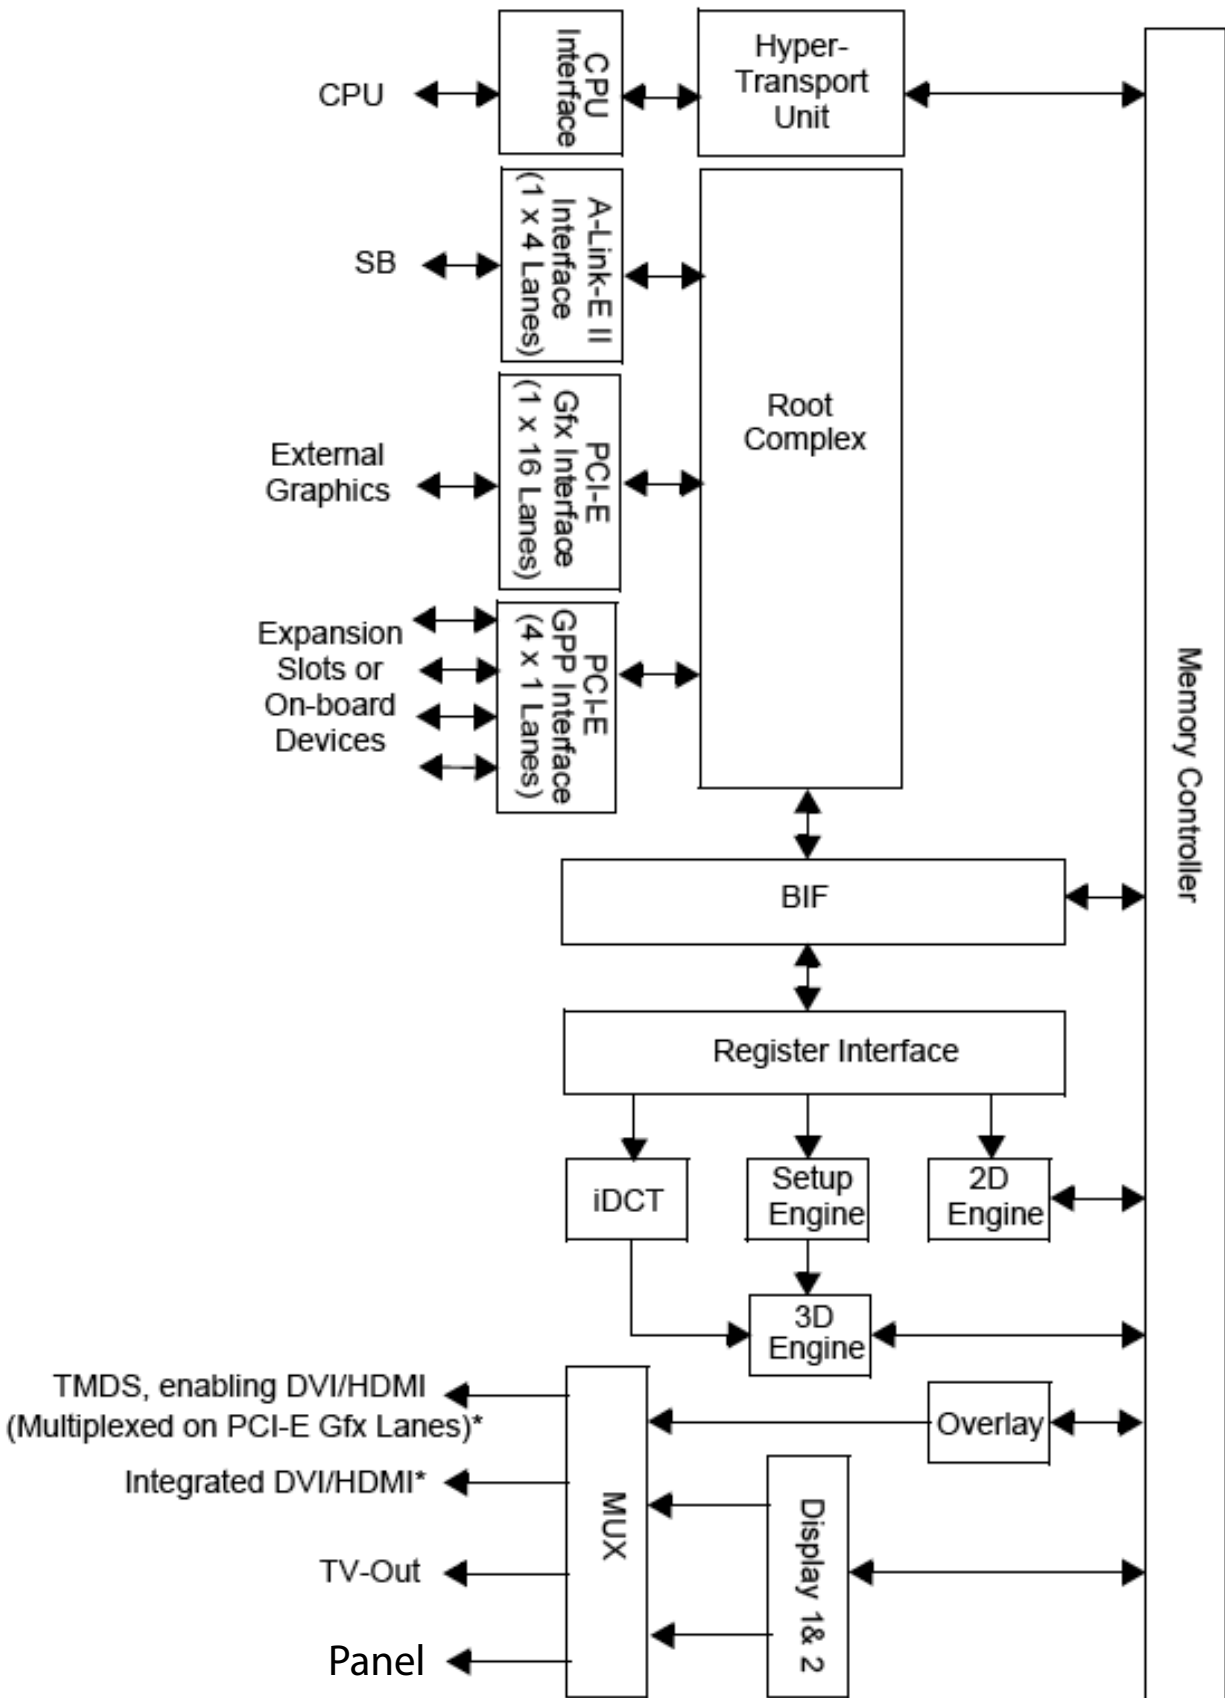 CPU
CPU
Interface
Hyper-
Transport
Unit
SB
A-Link-E II
Interface
(1 x 4 Lanes)
Root
Complex
External
Graphics
PCI-E
Gfx Interface
(1 x 16 Lanes)
Expansion
Slots or
On-board
Devices
PCI-E
GPP Interface
(4 x 1 Lanes)
Memory Controller
BIF
Register Interface
iDCT
Setup
Engine
2D
Engine
3D
Engine
TMDS, enabling DVI/HDMI
(Multiplexed on PCI-E Gfx Lanes)*
Integrated DVI/HDMI*
TV-Out
Panel
MUX
Overlay
Display 1& 2